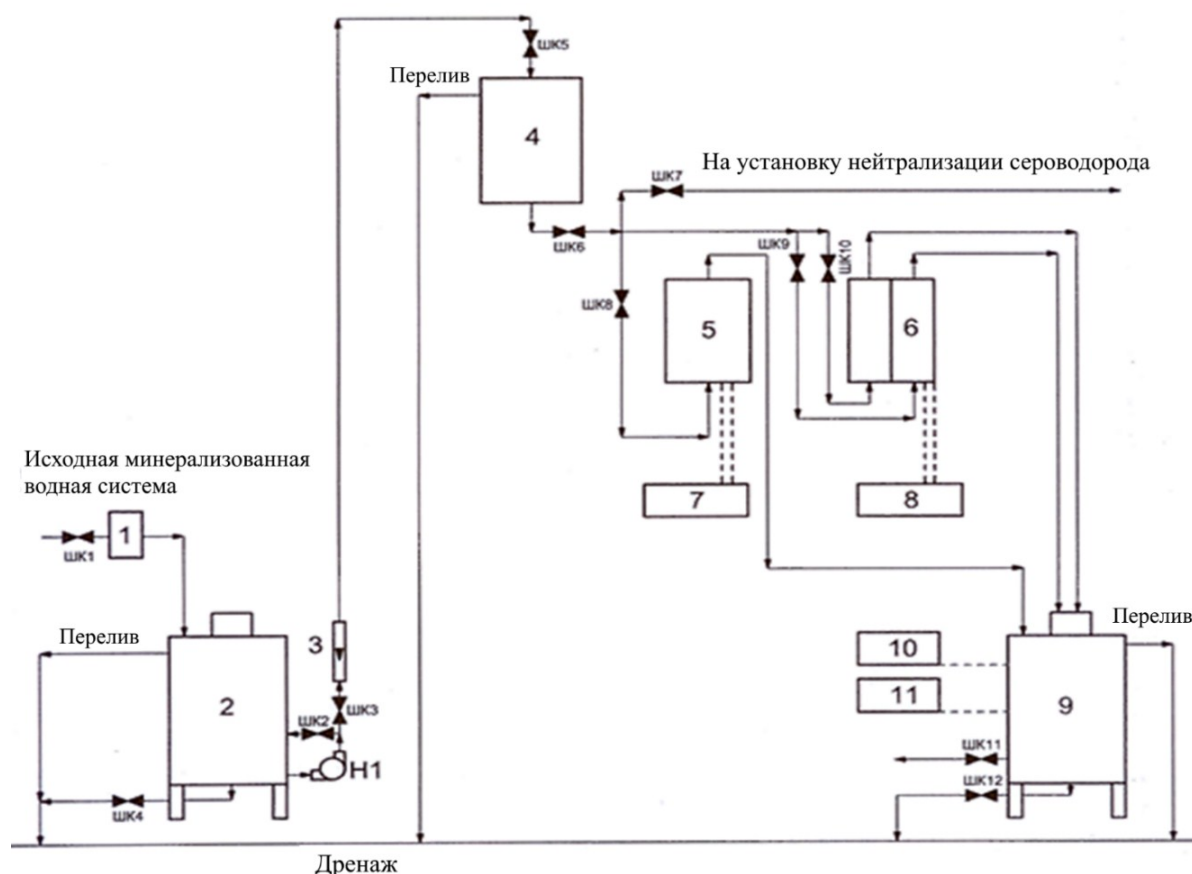 ШК5
Перелив
4
На установку нейтрализации сероводорода
ШК7
ШК6
ШК9
ШК10
ШК8
5
6
Исходная минерализованная
водная система
7
8
1
ШК1
Перелив
3
10
Перелив
11
2
ШК2
ШК3
9
Н1
ШК11
ШК12
ШК4
Дренаж